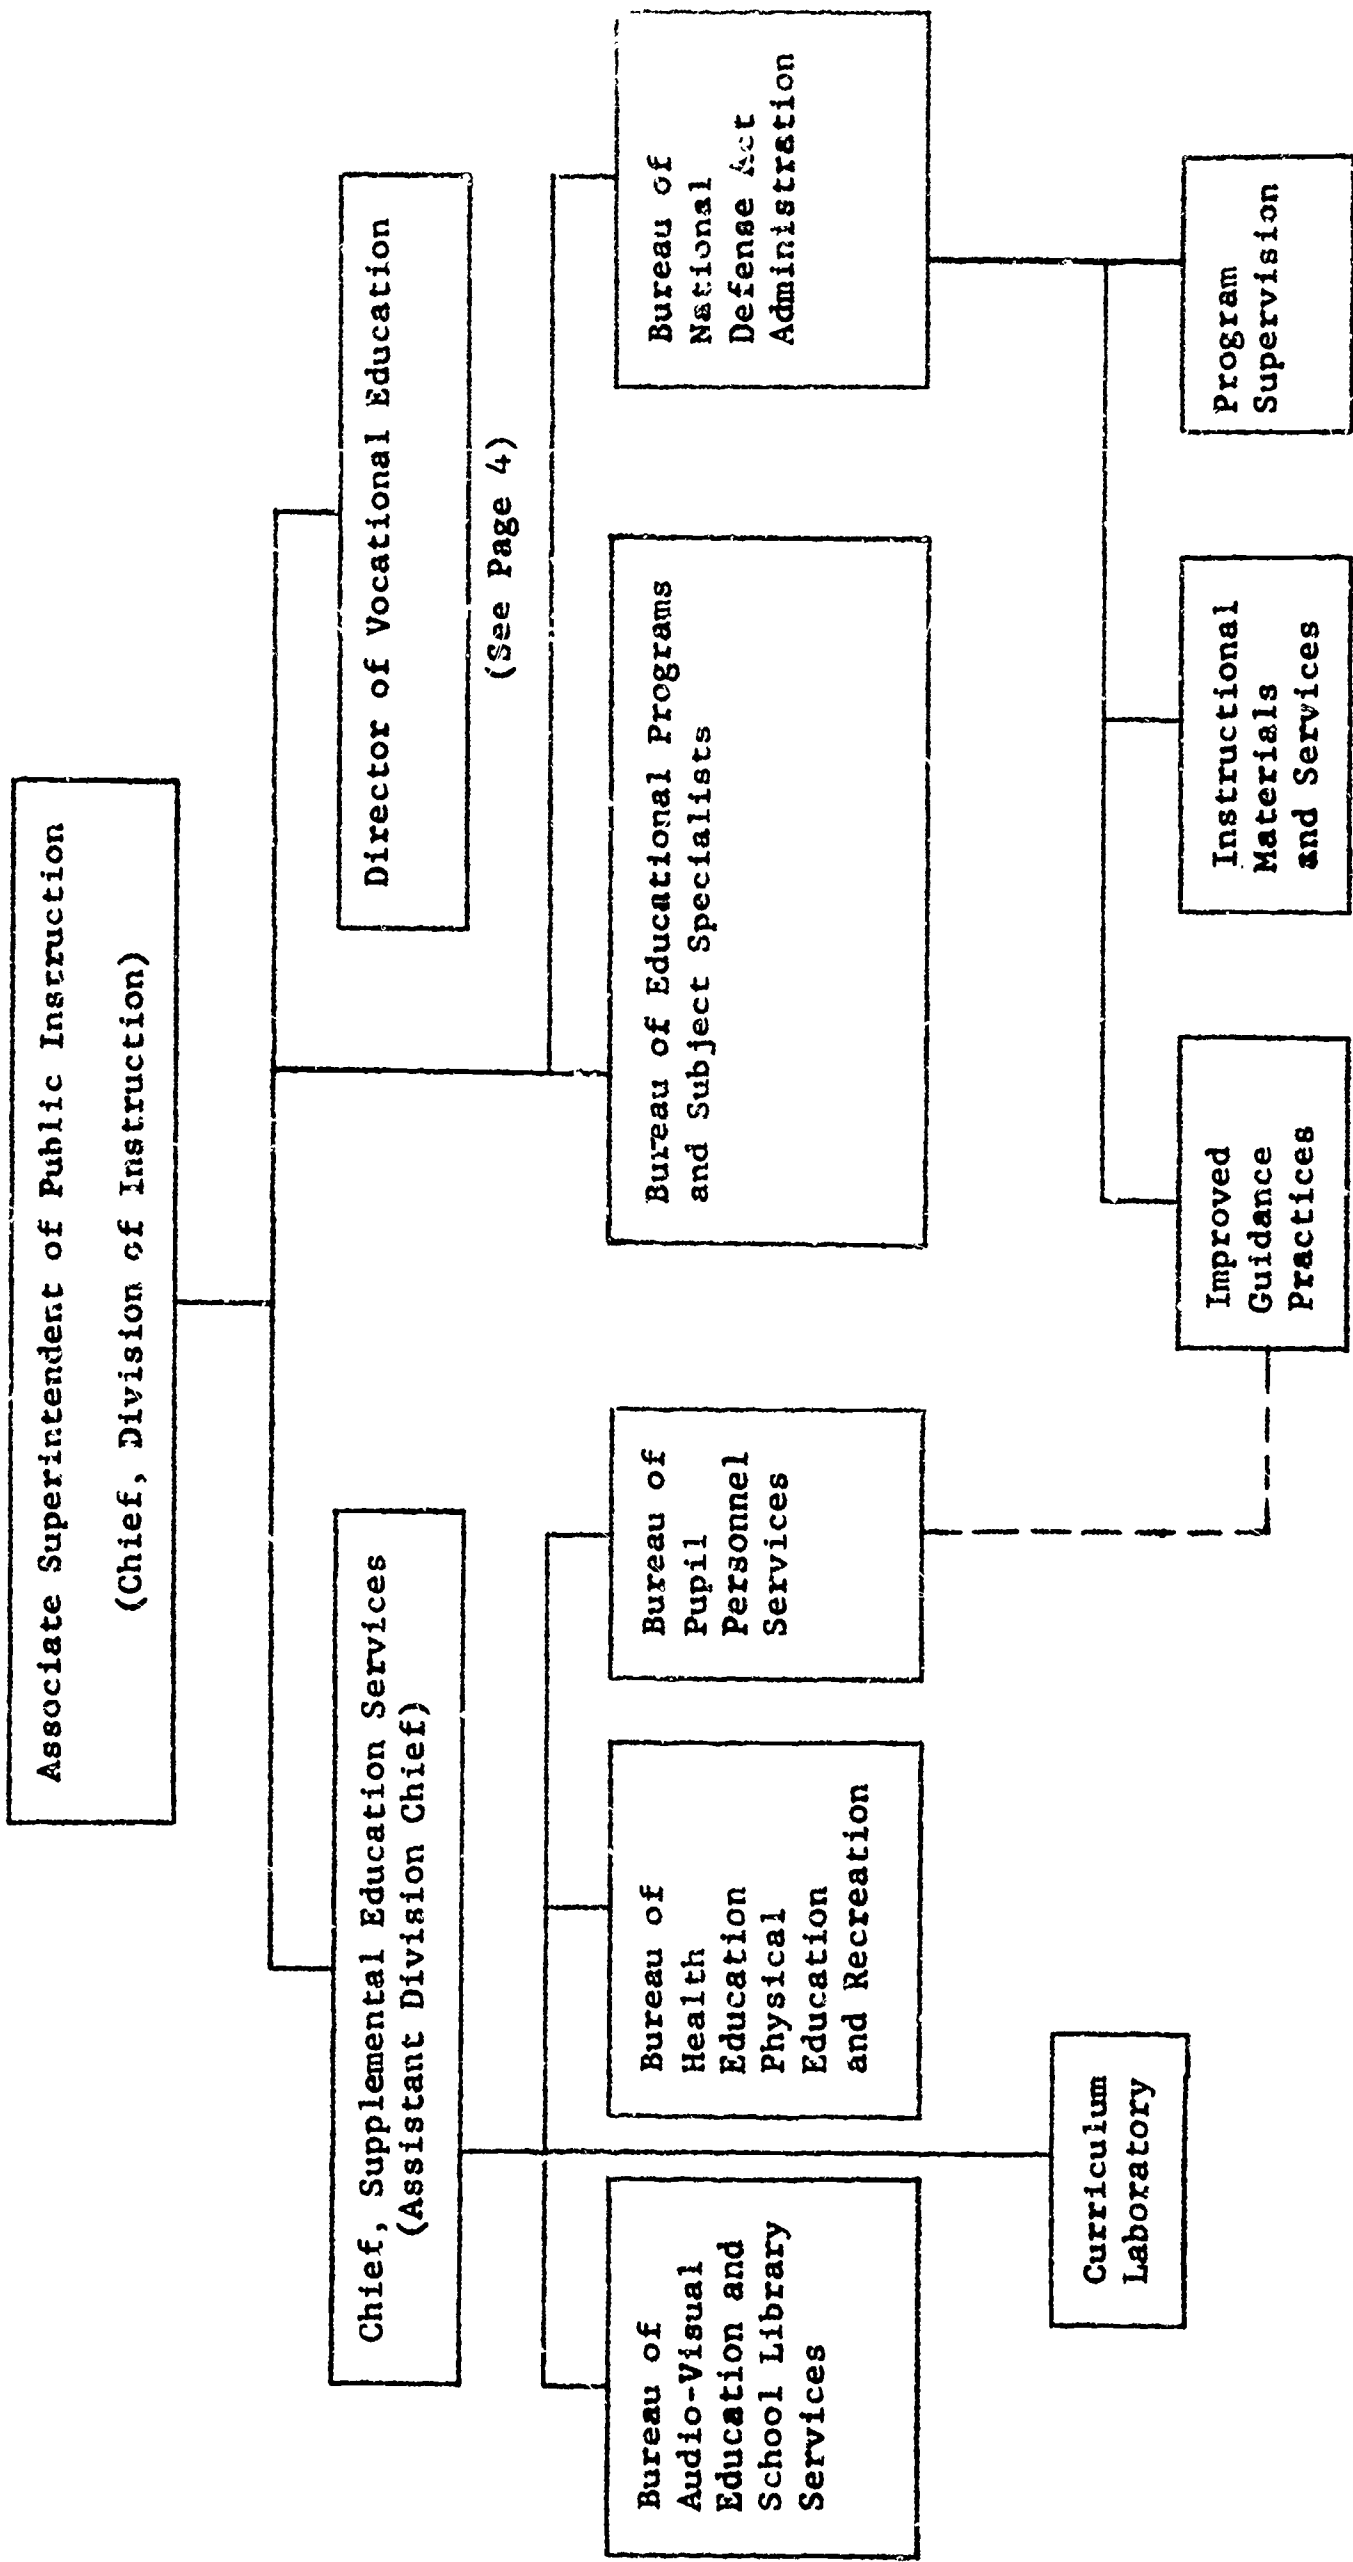 Associate Superintendent of Public Instruction
(Chief, Division of Instruction)
Chief, Supplemental Education Services
(Assistant Division Chief)
Director of Vocational Education
(See Page 4)
Bureau of
Audio-Visual
Education and
School Library
Services
Bureau of
Health
Education
Physical
Education
and Recreation
Bureau of
Pupil
Personnel
Services
Bureau of Educational Programs
and Subject Specialists
Bureau of
National
Defense Act
Administration
Curriculum
Laboratory
Improved
Guidance
Practices
Instructional
Materials
and Services
Program
Supervision